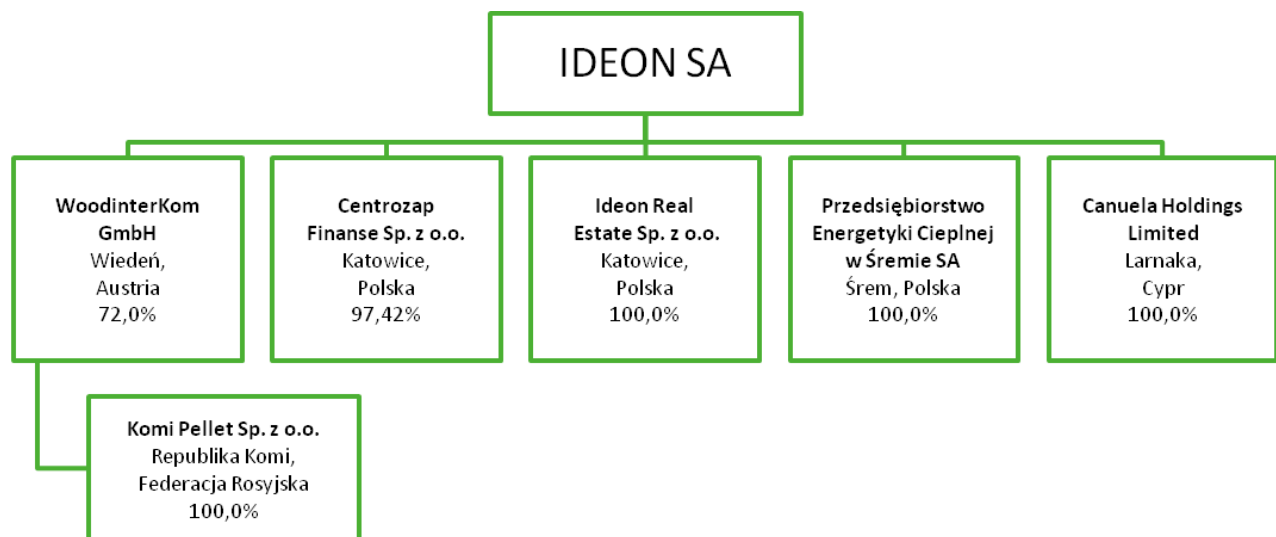 IDEON SA
WoodinterKom
GmbH
Wiedeń,
Austria
72,0%
Centrozap
Finanse Sp. z o.o.
Katowice,
Polska
97,42%
Ideon Real
Estate Sp. z o.o.
Katowice,
Polska
100,0%
Przedsiębiorstwo
Energetyki Cieplnej
w Śremie SA
Śrem, Polska
100,0%
Canuela Holdings
Limited
Larnaka,
Cypr
100,0%
Komi Pellet Sp. z o.o.
Republika Komi,
Federacja Rosyjska
100,0%